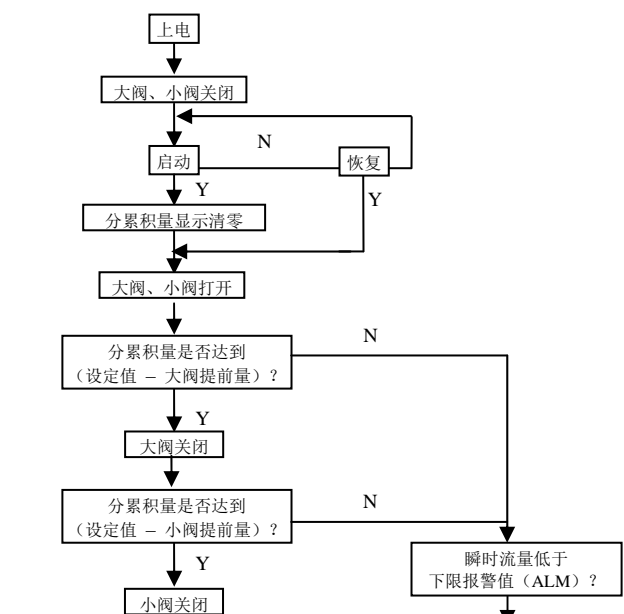 上电
大阀、小阀关闭
N
启动
恢复
Y
Y
分累积量显示清零
大阀、小阀打开
N
分累积量是否达到
（设定值 – 大阀提前量）？
Y
大阀关闭
N
分累积量是否达到
（设定值 – 小阀提前量）？
Y
瞬时流量低于
下限报警值（ALM）？
小阀关闭